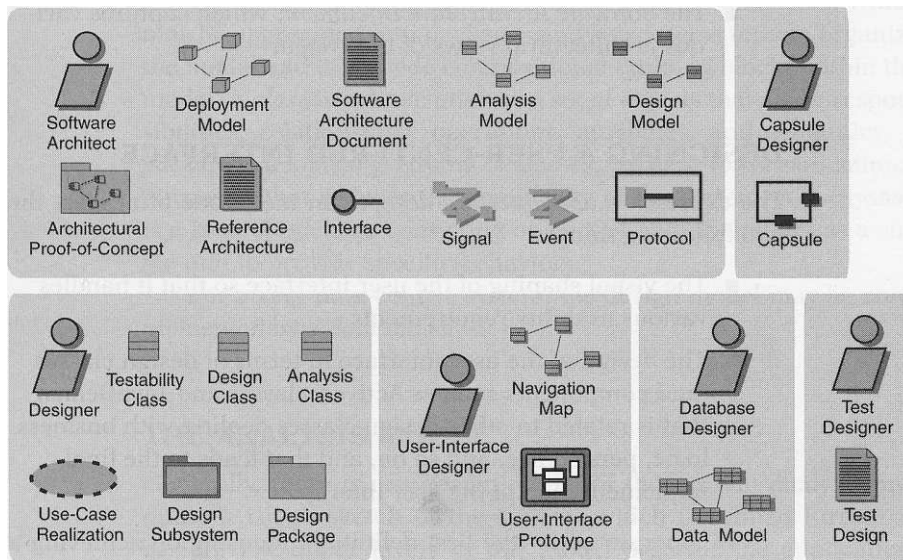 Software
Architect
Deployment
Model
Software
Architecture
Document
Analysis
Model
Design
Model
Capsule
Designer
Architectural
Proof-of-Concept
Reference
Architecture
Interface
Signal
Event
Protocol
Capsule
Designer
Testability
Class
Design
Class
Analysis
Class
User-Interface
Designer
Navigation
Map
Database
Designer
Test
Designer
Use-Case
Realization
Design
Subsystem
Design
Package
User-Interface
Prototype
Data Model
Test
Design